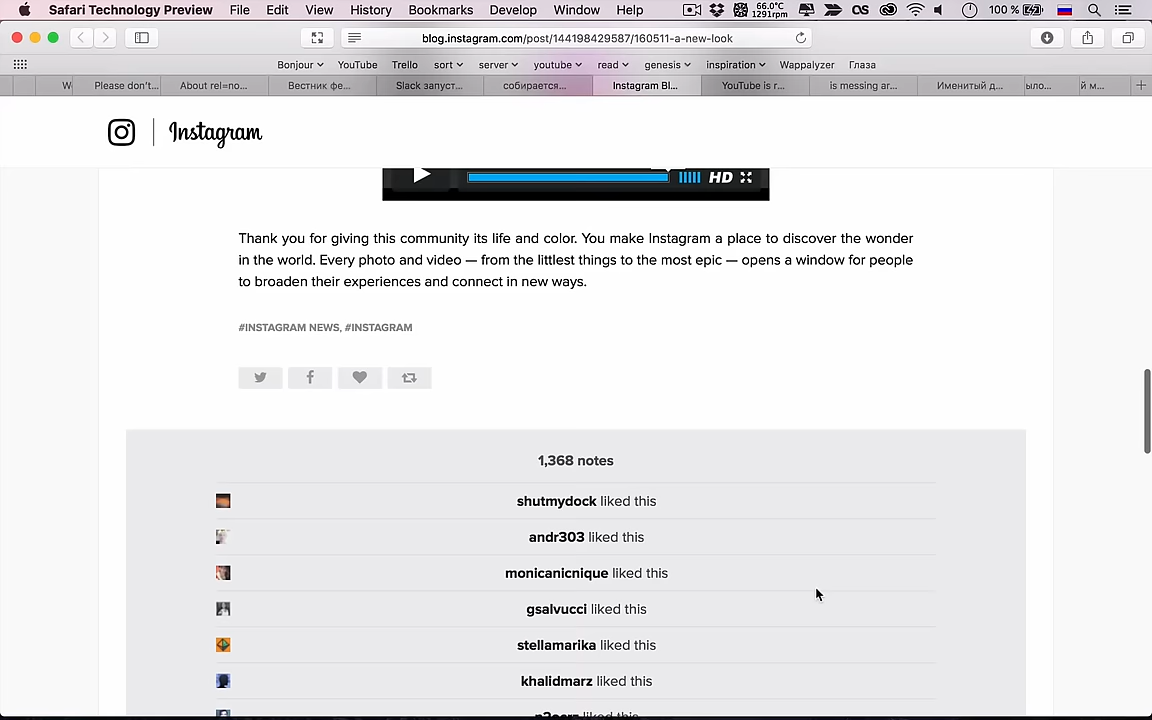 Safari Technology Preview File Edit View History Bookmarks Develop Window Help 66.0°C 1291rpm 100 %
blog.instagram.com/post/144198429587/160511-a-new-look
Bonjour YouTube Trello sort server youtube read genesis inspiration Wappalyzer Глаза
W Please don't... About rel=no... Вестник фе... Slack запуст... собирается... Instagram Bl... YouTube is r... is messing ar... Именитый д... ыло... й м...
Instagram
HD
Thank you for giving this community its life and color. You make Instagram a place to discover the wonder
in the world. Every photo and video — from the littlest things to the most epic — opens a window for people
to broaden their experiences and connect in new ways.
#INSTAGRAM NEWS, #INSTAGRAM
1,368 notes
shutmydock liked this
andr303 liked this
monicanicnique liked this
gsalvucci liked this
stellamarika liked this
khalidmarz liked this
liked this